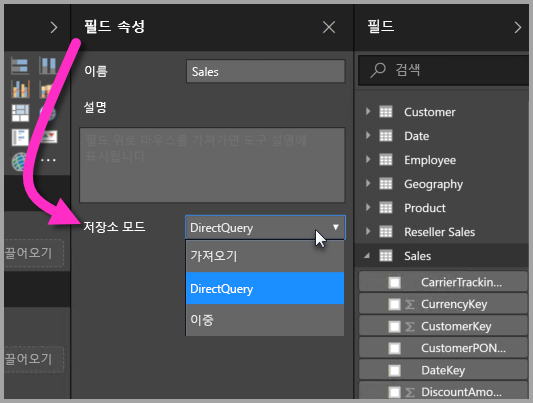 필드 속성
이름
Sales
설명
필드 위로 마우스를 가져가면 도구 설명에
표시됩니다
저장소 모드
DirectQuery
가져오기
DirectQuery
이중
끌어오기
끌어오기
필드
검색
Customer
Date
Employee
Geography
Product
Reseller Sales
Sales
CarrierTrackin...
CurrencyKey
CustomerKey
CustomerPON...
DateKey
DiscountAmo...